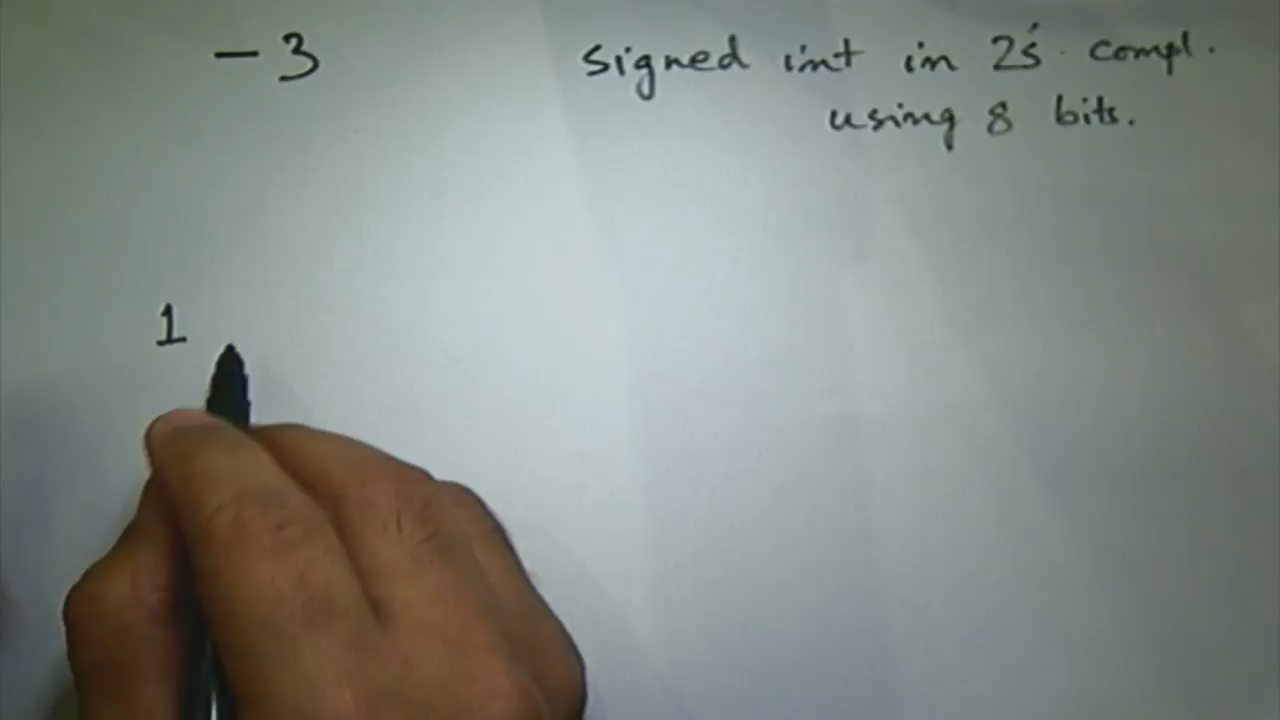 - 3
signed int in 2's compl.
using 8 bits.
1